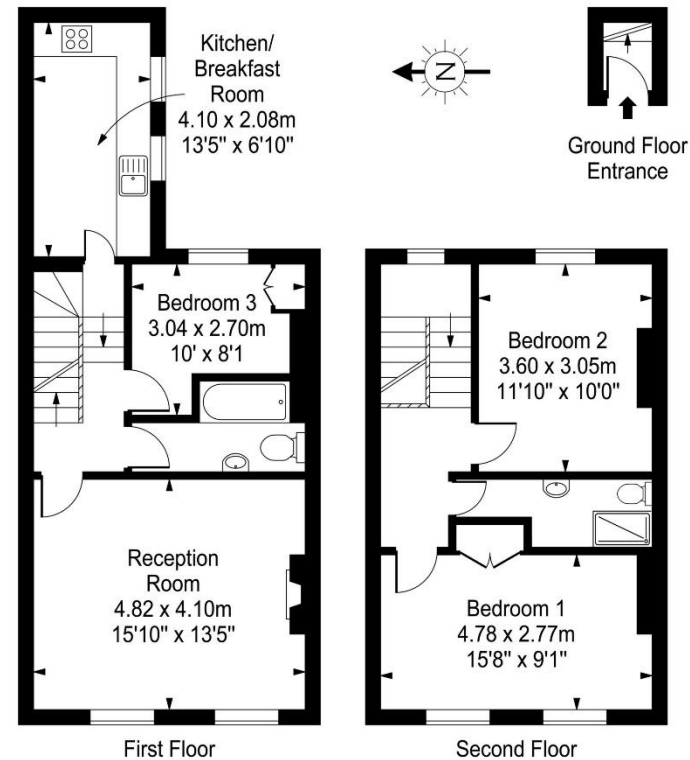 Kitchen/
Breakfast
Room
4.10 x 2.08m
13'5" x 6'10"
N
Ground Floor
Entrance
Bedroom 3
3.04 x 2.70m
10' x 8'1
Bedroom 2
3.60 x 3.05m
11'10" x 10'0"
Reception
Room
4.82 x 4.10m
15'10" x 13'5"
Bedroom 1
4.78 x 2.77m
15'8" x 9'1"
First Floor
Second Floor